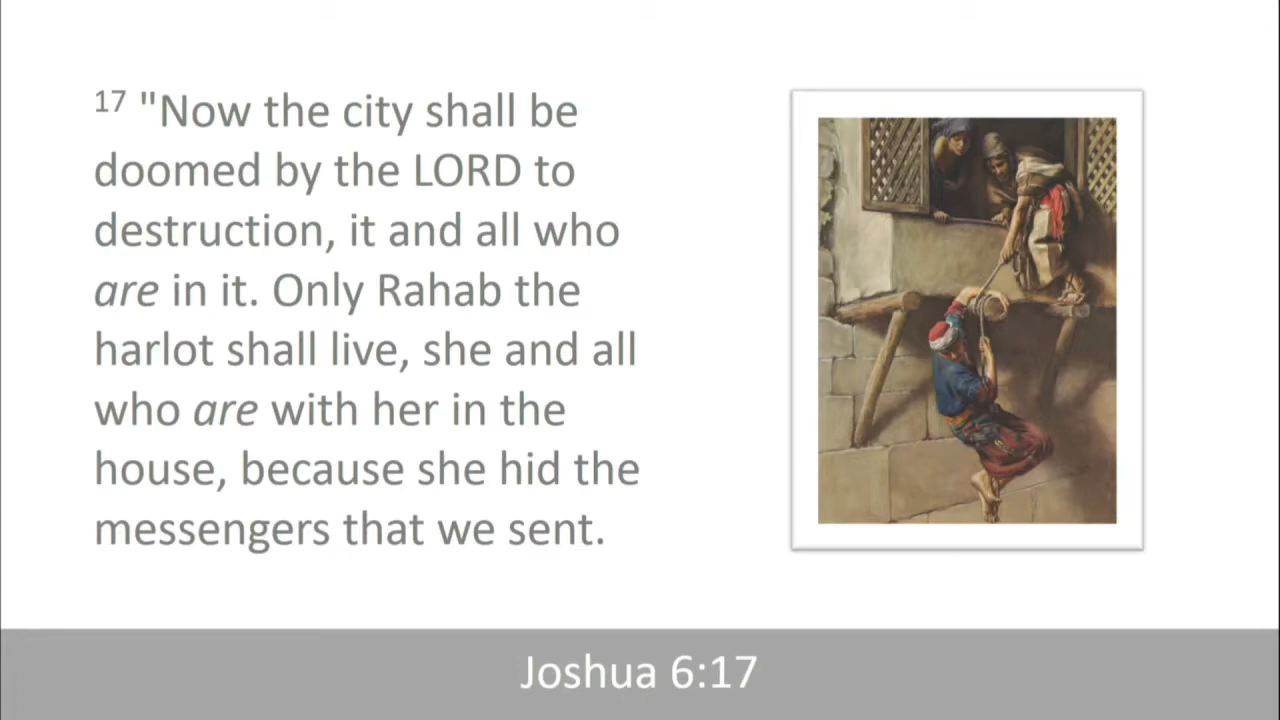 17 "Now the city shall be
doomed by the LORD to
destruction, it and all who
are in it. Only Rahab the
harlot shall live, she and all
who are with her in the
house, because she hid the
messengers that we sent.
Joshua 6:17